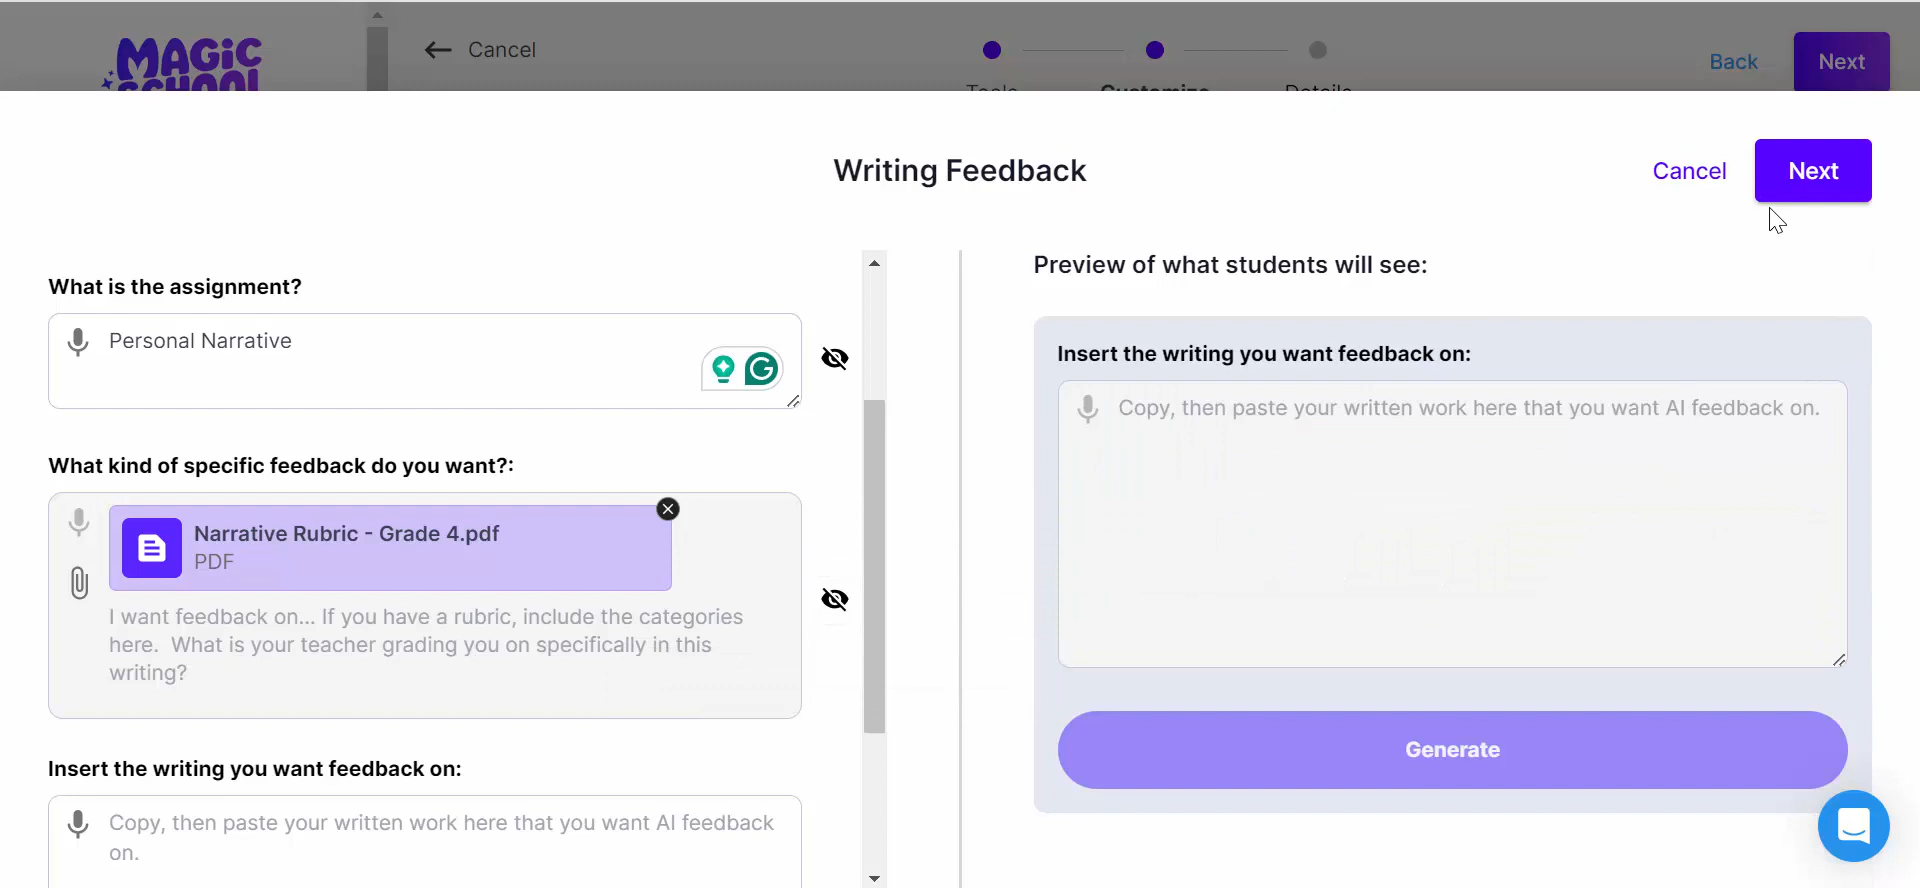 MAGIC
SCHOOL
Cancel
Tools
Customize
Details
Back
Next
Writing Feedback
Cancel
Next
What is the assignment?
Personal Narrative
What kind of specific feedback do you want?:
Narrative Rubric - Grade 4.pdf
PDF
I want feedback on... If you have a rubric, include the categories
here. What is your teacher grading you on specifically in this
writing?
Insert the writing you want feedback on:
Copy, then paste your written work here that you want AI feedback
on.
Preview of what students will see:
Insert the writing you want feedback on:
Copy, then paste your written work here that you want AI feedback on.
Generate